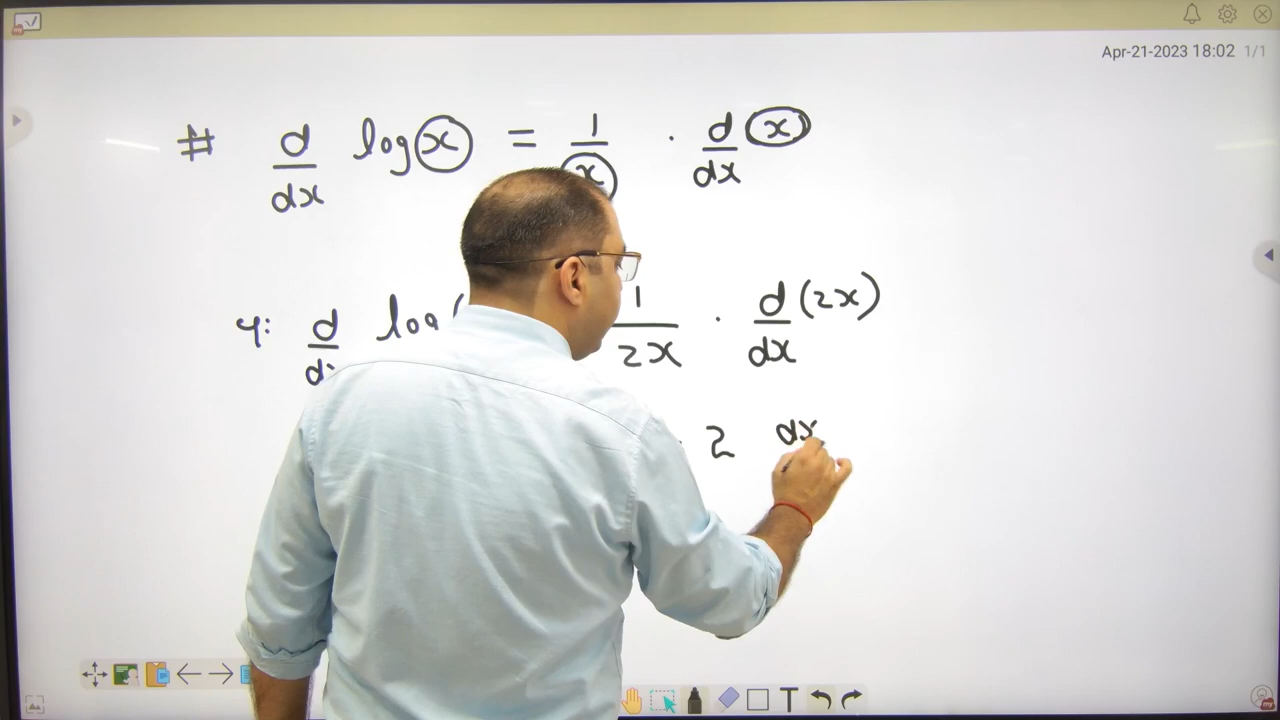 Apr-21-2023 18:02 1/1
# d/dx log x = 1/x · d/dx (x)
4: d/d log( 1/2x · d/dx (2x)
· 2 dx
T